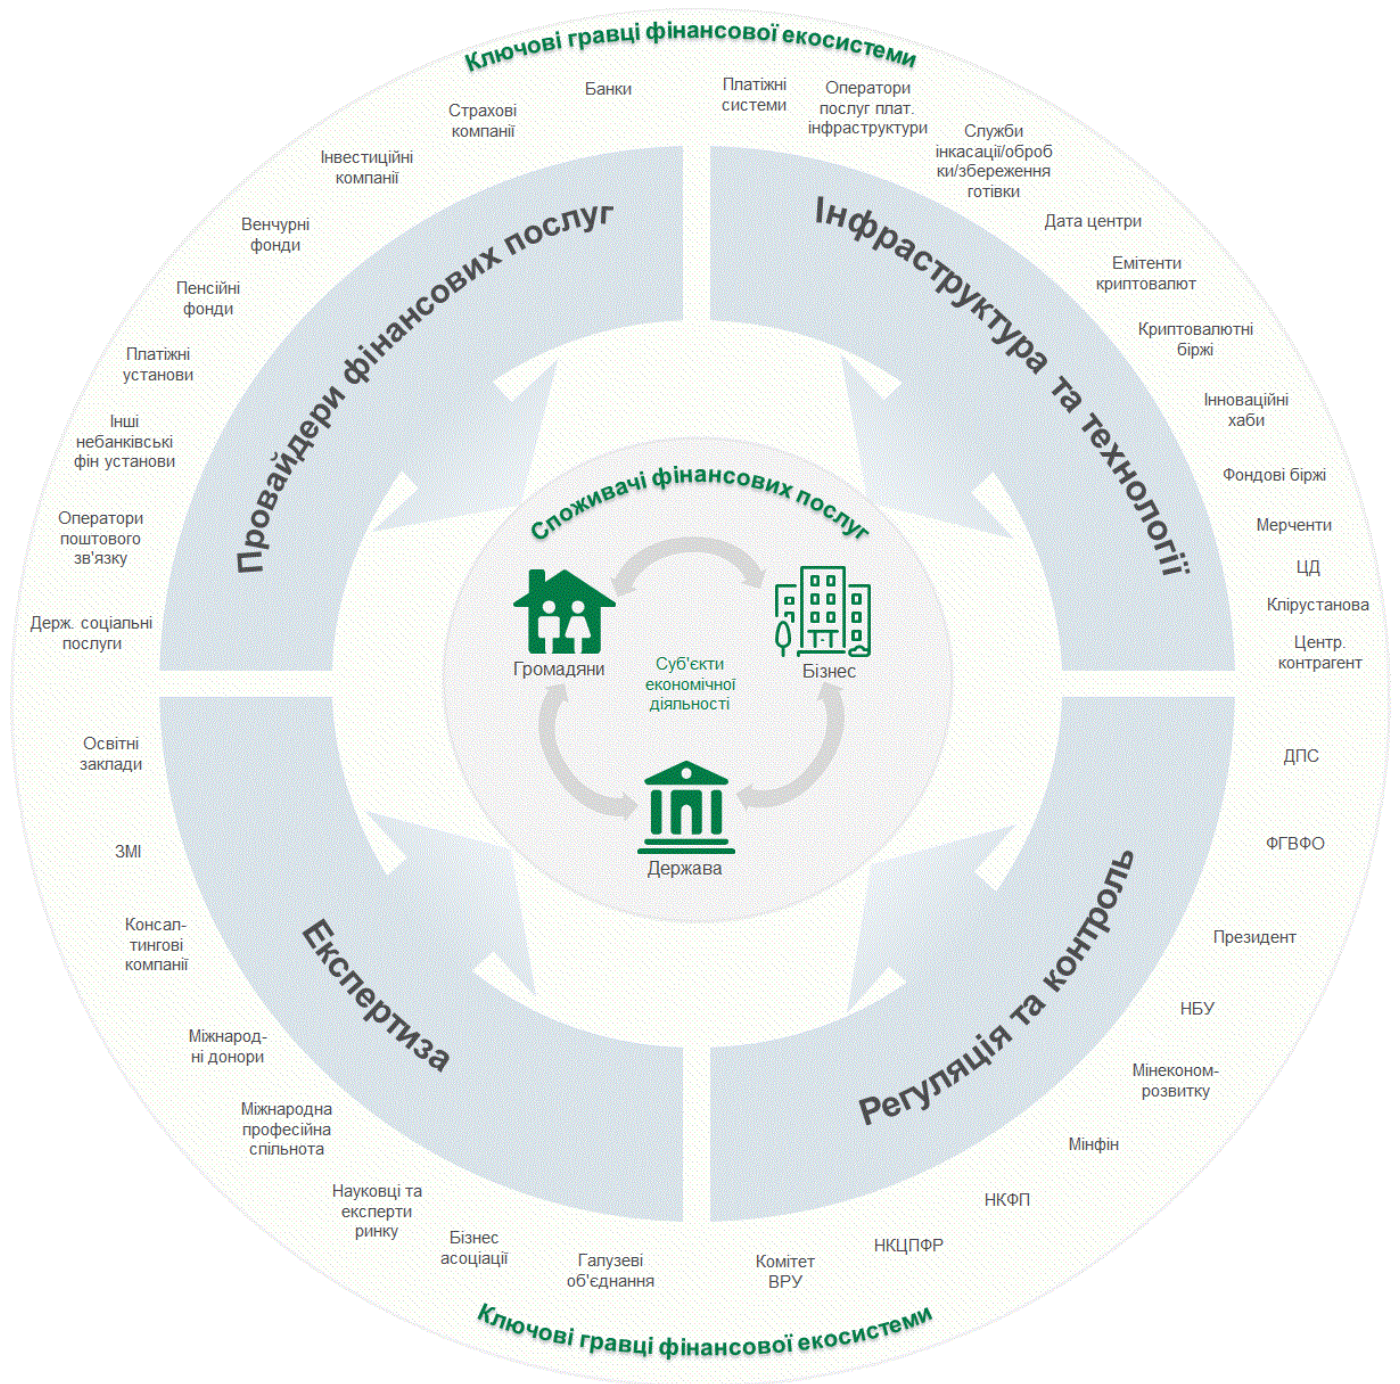 Ключові гравці фінансової екосистеми
Банки
Страхові
компанії
Інвестиційні
компанії
Венчурні
фонди
Пенсійні
фонди
Платіжні
установи
Інші
небанківські
фін установи
Оператори
поштового
зв'язку
Держ. соціальні
послуги
Провайдери фінансових послуг
Платіжні
системи
Оператори
послуг плат.
інфраструктури
Служби
інкасації/оброб
ки/збереження
готівки
Дата центри
Емітенти
криптовалют
Криптовалютні
біржі
Інноваційні
хаби
Фондові біржі
Мерченти
ЦД
Клірустанова
Центр.
контрагент
Інфраструктура та технології
Споживачі фінансових послуг
Громадяни
Суб'єкти
економічної
діяльності
Бізнес
Держава
Освітні
заклади
ЗМІ
Консал-
тингові
компанії
Міжнарод-
ні донори
Міжнародна
професійна
спільнота
Науковці та
експерти
ринку
Бізнес
асоціації
Галузеві
об'єднання
Експертиза
ДПС
ФГВФО
Президент
НБУ
Мінеконом-
розвитку
Мінфін
НКФП
НКЦПФР
Комітет
ВРУ
Регуляція та контроль
Ключові гравці фінансової екосистеми